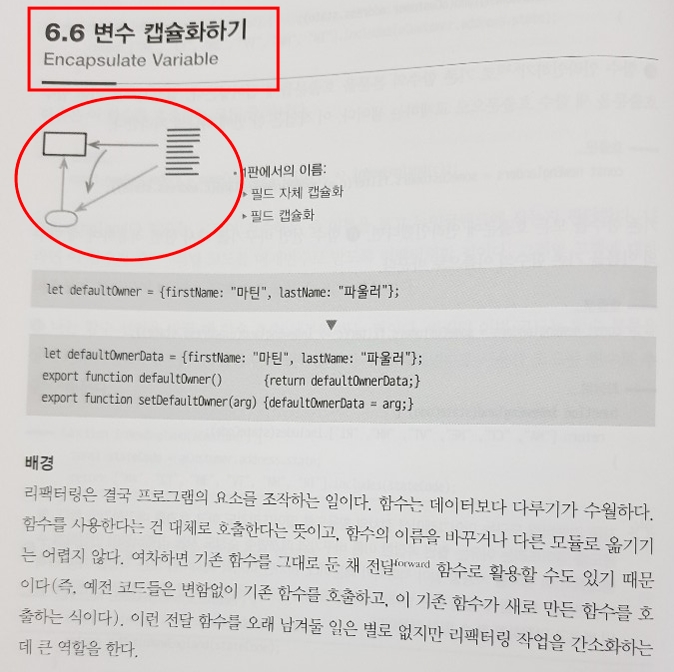 6.6 변수 캡슐화하기
Encapsulate Variable
• 1판에서의 이름:
▸ 필드 자체 캡슐화
▸ 필드 캡슐화
let defaultOwner = {firstName: "마틴", lastName: "파울러"};
▼
let defaultOwnerData = {firstName: "마틴", lastName: "파울러"};
export function defaultOwner() {return defaultOwnerData;}
export function setDefaultOwner(arg) {defaultOwnerData = arg;}
배경
리팩터링은 결국 프로그램의 요소를 조작하는 일이다. 함수는 데이터보다 다루기가 수월하다.
함수를 사용한다는 건 대체로 호출한다는 뜻이고, 함수의 이름을 바꾸거나 다른 모듈로 옮기기
는 어렵지 않다. 여차하면 기존 함수를 그대로 둔 채 전달forward 함수로 활용할 수도 있기 때문
이다(즉, 예전 코드들은 변함없이 기존 함수를 호출하고, 이 기존 함수가 새로 만든 함수를 호
출하는 식이다). 이런 전달 함수를 오래 남겨둘 일은 별로 없지만 리팩터링 작업을 간소화하는
데 큰 역할을 한다.